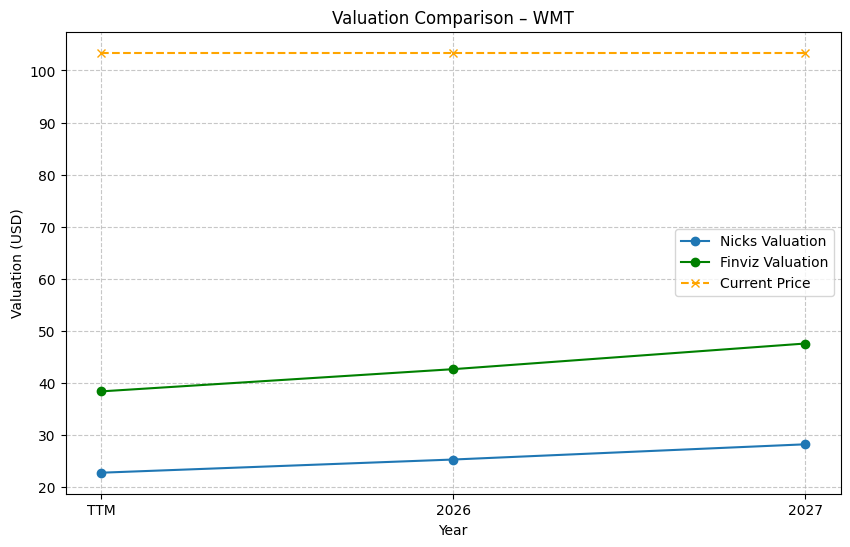 Valuation Comparison – WMT
Valuation (USD)
100
90
80
70
60
50
40
30
20
Nicks Valuation
Finviz Valuation
Current Price
TTM
2026
2027
Year